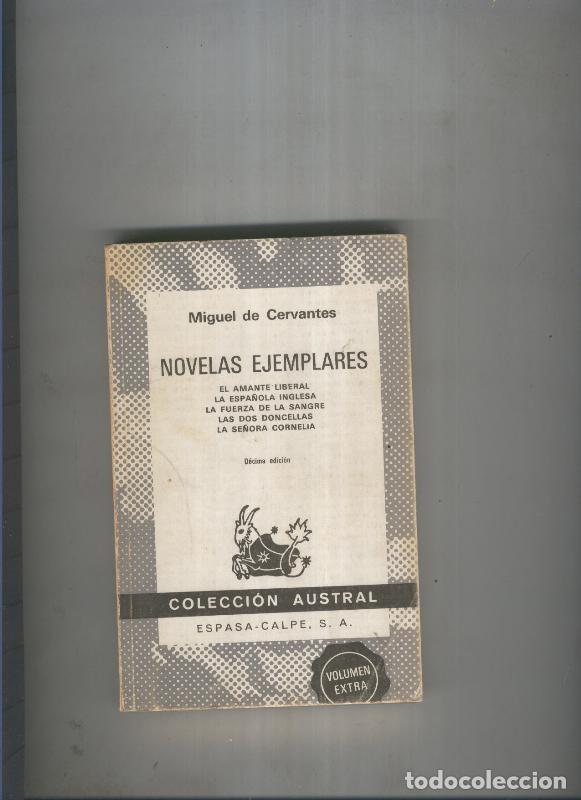 Miguel de Cervantes
NOVELAS EJEMPLARES
EL AMANTE LIBERAL
LA ESPAÑOLA INGLESA
LA FUERZA DE LA SANGRE
LAS DOS DONCELLAS
LA SEÑORA CORNELIA
Décima edición
COLECCIÓN AUSTRAL
ESPASA-CALPE, S. A.
VOLUMEN
EXTRA
todocoleccion